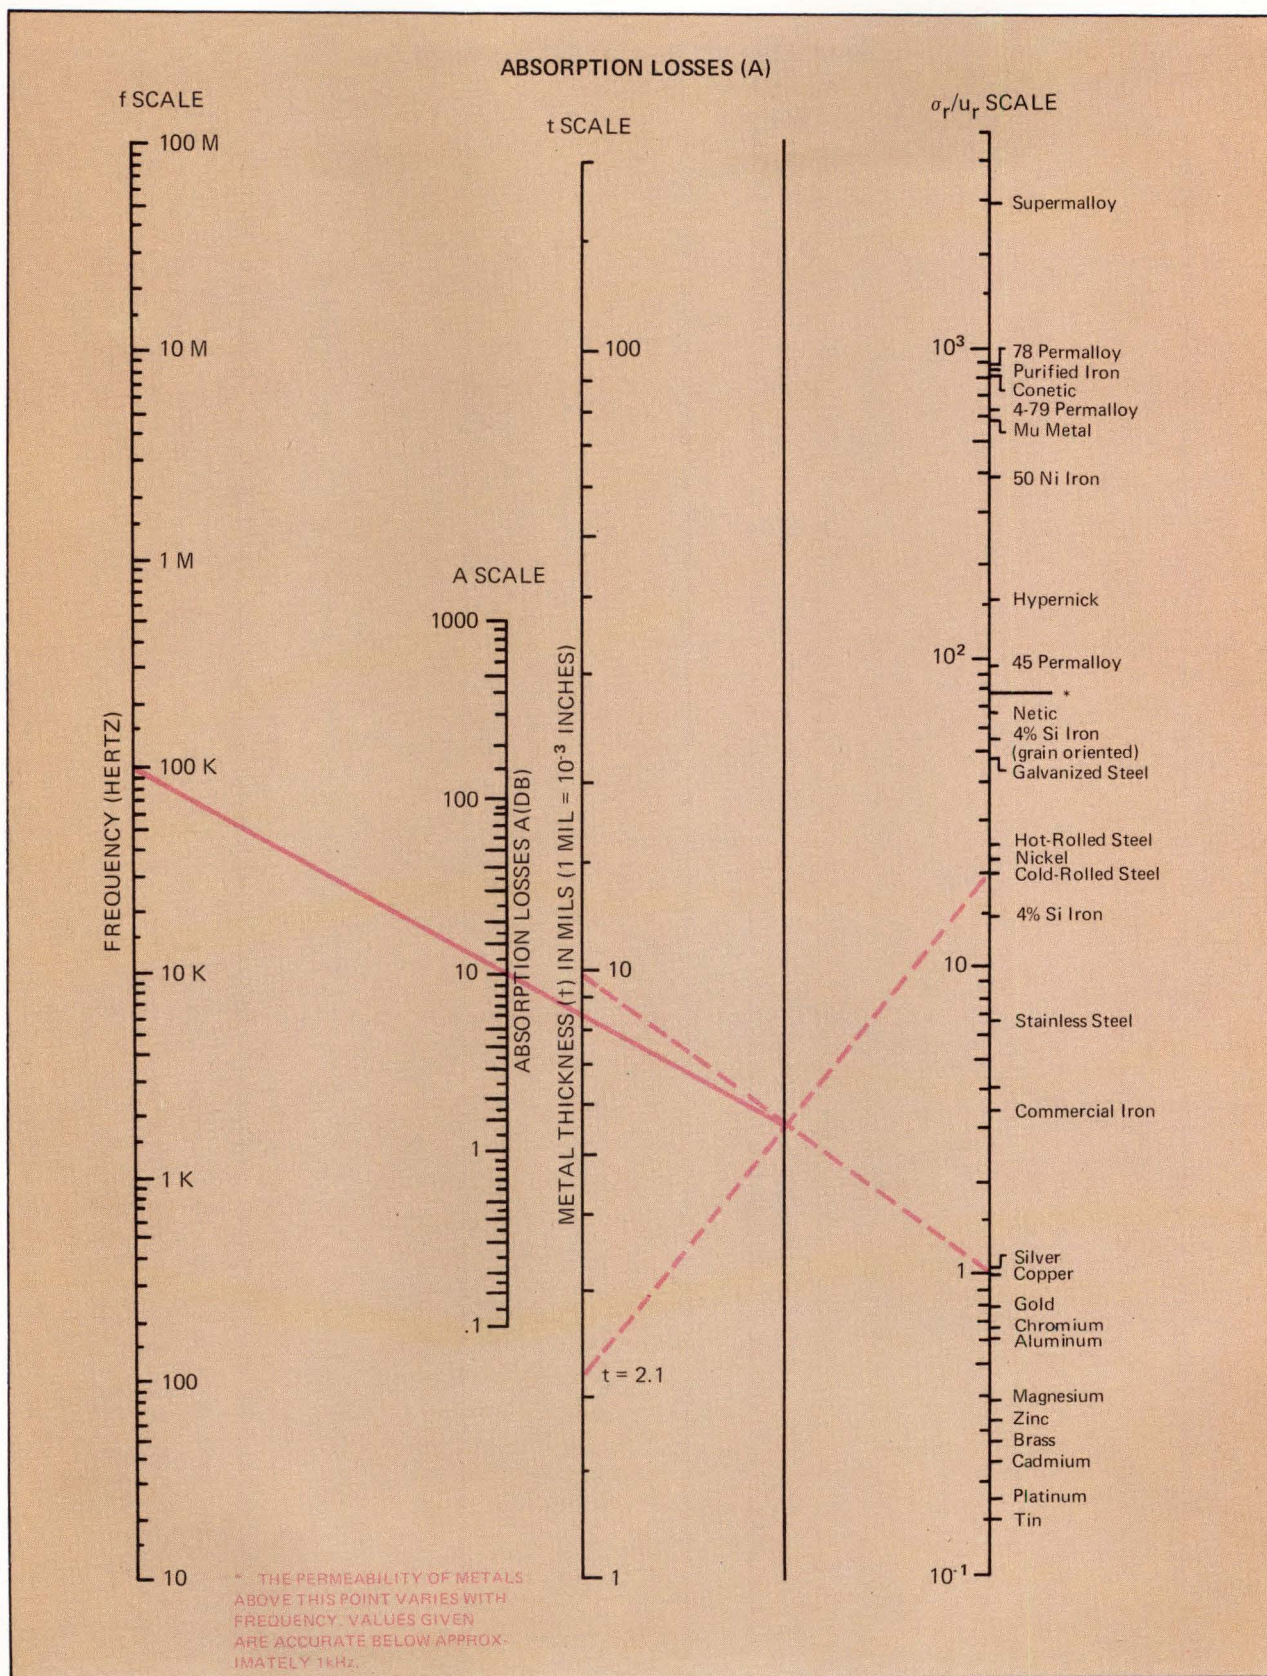 ABSORPTION LOSSES (A)
f SCALE
100 M
10 M
1 M
100 K
10 K
1 K
100
10
FREQUENCY (HERTZ)
A SCALE
1000
100
10
1
.1
ABSORPTION LOSSES A(DB)
t SCALE
100
10
t = 2.1
1
METAL THICKNESS (t) IN MILS (1 MIL = 10⁻³ INCHES)
σr/ur SCALE
Supermalloy
10³
78 Permalloy
Purified Iron
Conetic
4-79 Permalloy
Mu Metal
50 Ni Iron
Hypernick
10²
45 Permalloy
*
Netic
4% Si Iron
(grain oriented)
Galvanized Steel
Hot-Rolled Steel
Nickel
Cold-Rolled Steel
4% Si Iron
10
Stainless Steel
Commercial Iron
Silver
1
Copper
Gold
Chromium
Aluminum
Magnesium
Zinc
Brass
Cadmium
Platinum
Tin
10⁻¹
* THE PERMEABILITY OF METALS
ABOVE THIS POINT VARIES WITH
FREQUENCY. VALUES GIVEN
ARE ACCURATE BELOW APPROX-
IMATELY 1kHz.